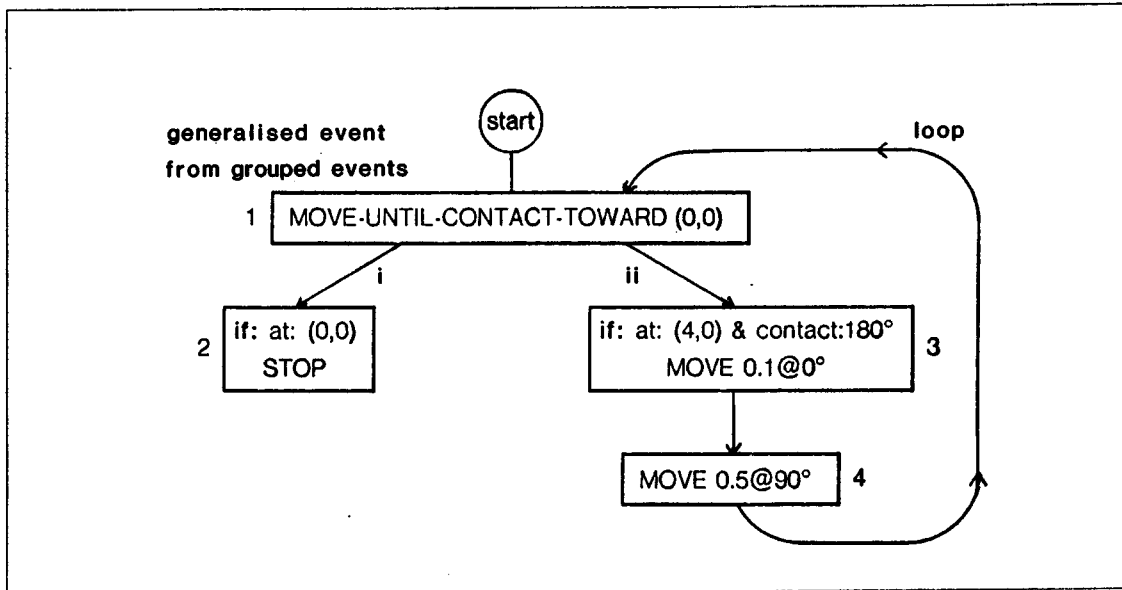 start
generalised event
from grouped events
loop
1 MOVE-UNTIL-CONTACT-TOWARD (0,0)
i
ii
2
if: at: (0,0)
STOP
if: at: (4,0) & contact:180°
MOVE 0.1@0°
3
MOVE 0.5@90° 4